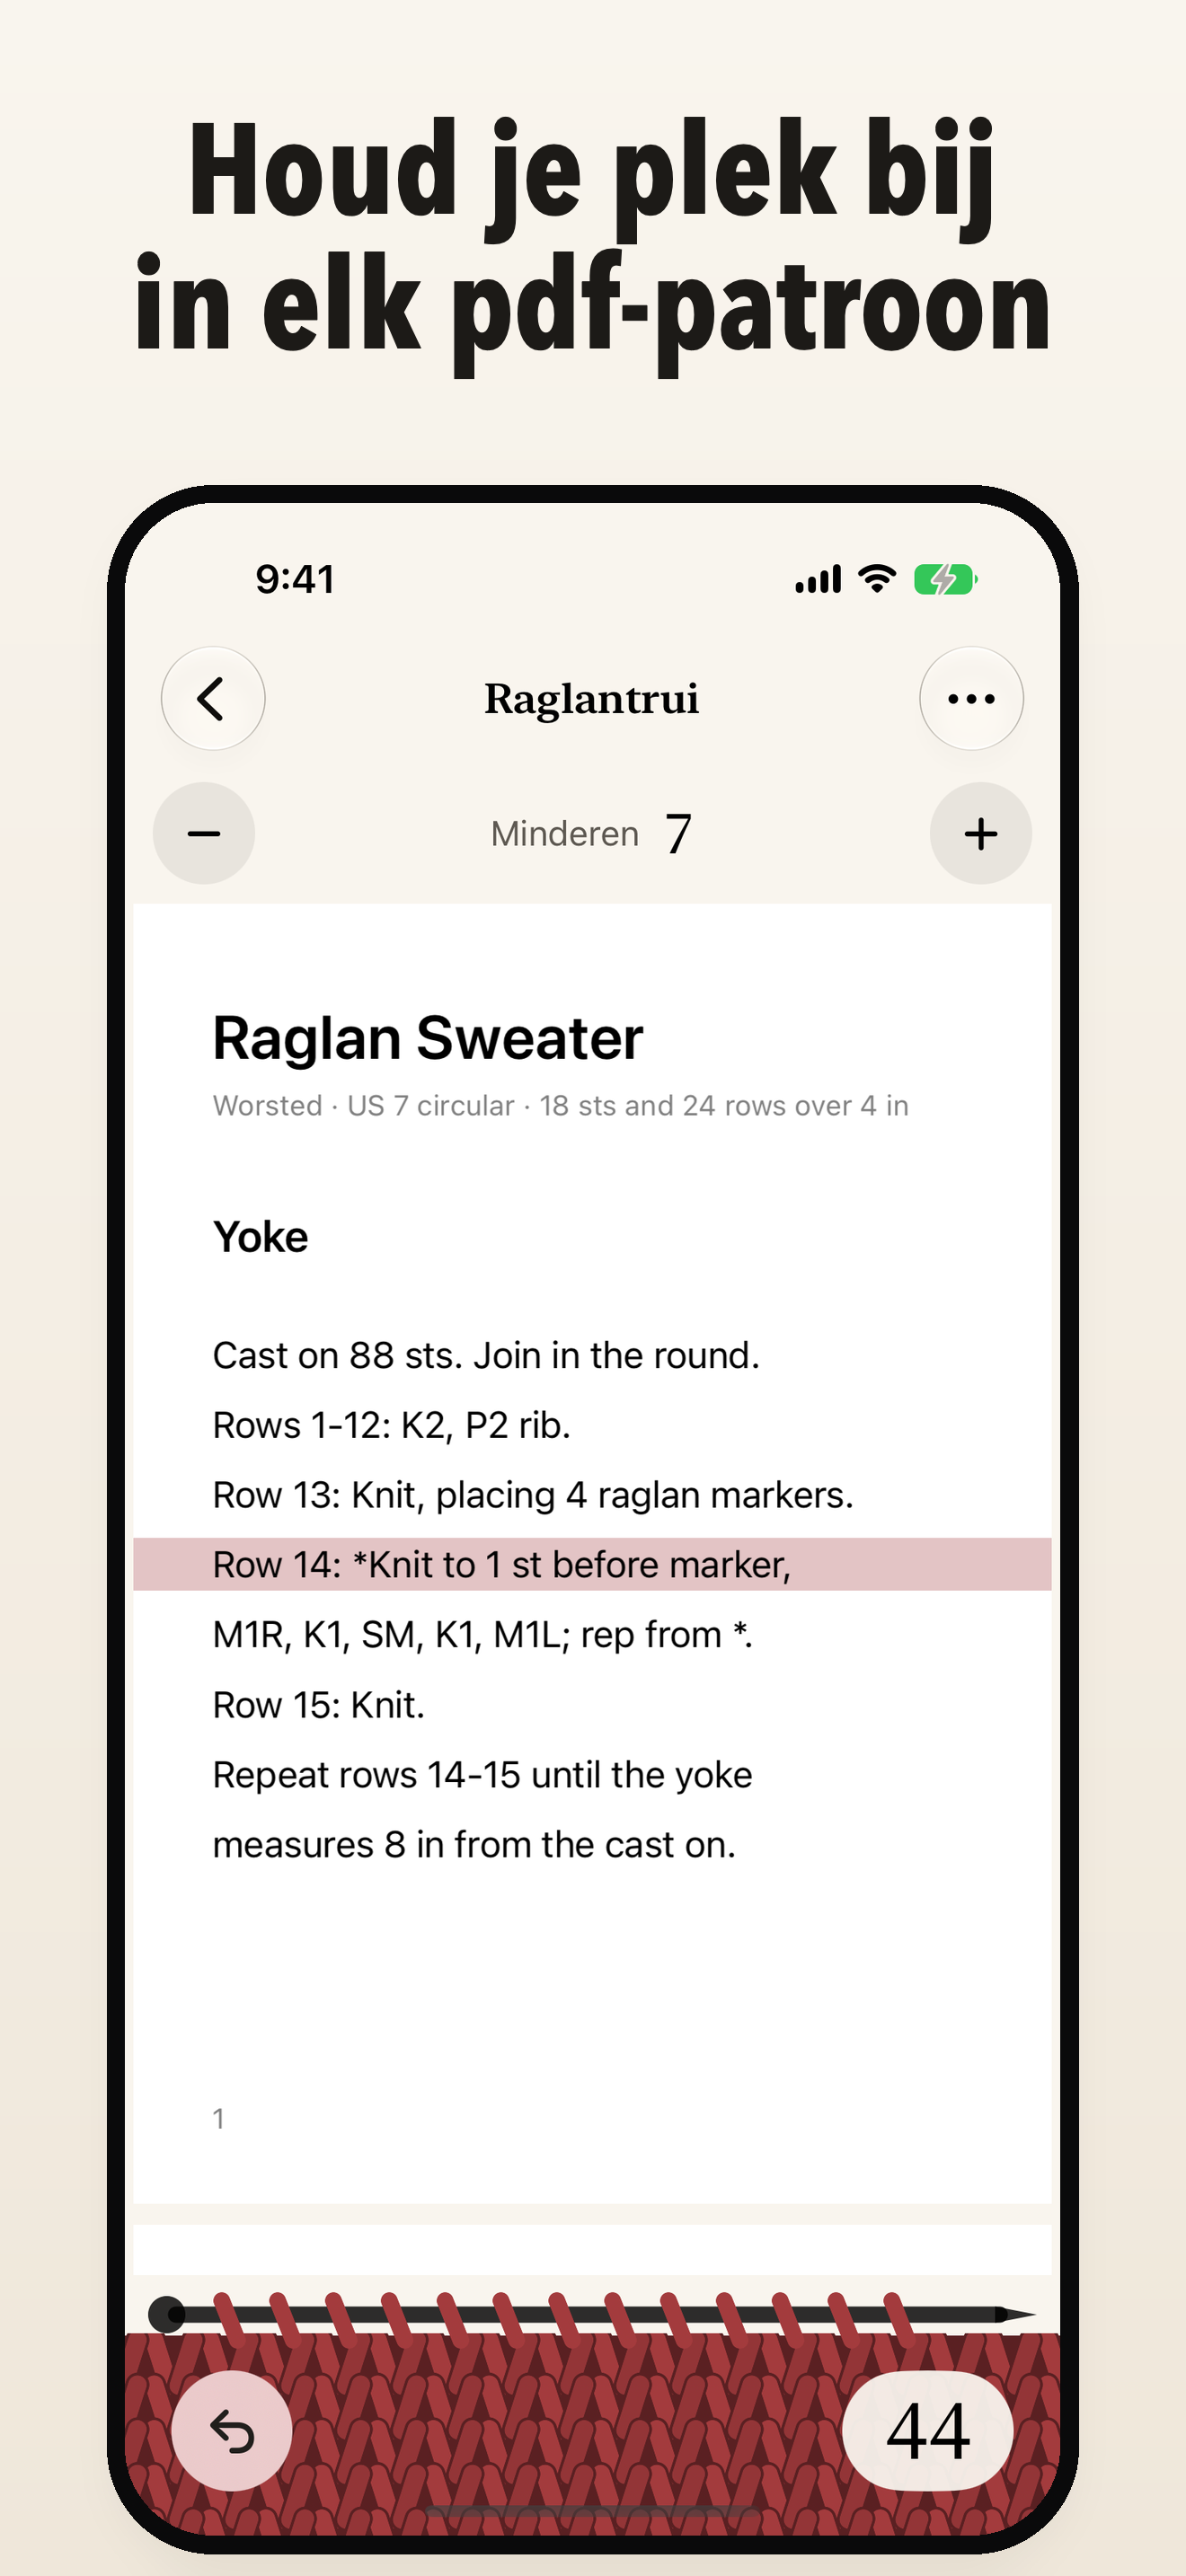 Houd je plek bij
in elk pdf-patroon
9:41
Raglantrui
Minderen 7
Raglan Sweater
Worsted · US 7 circular · 18 sts and 24 rows over 4 in
Yoke
Cast on 88 sts. Join in the round.
Rows 1-12: K2, P2 rib.
Row 13: Knit, placing 4 raglan markers.
Row 14: *Knit to 1 st before marker,
M1R, K1, SM, K1, M1L; rep from *.
Row 15: Knit.
Repeat rows 14-15 until the yoke
measures 8 in from the cast on.
1
44